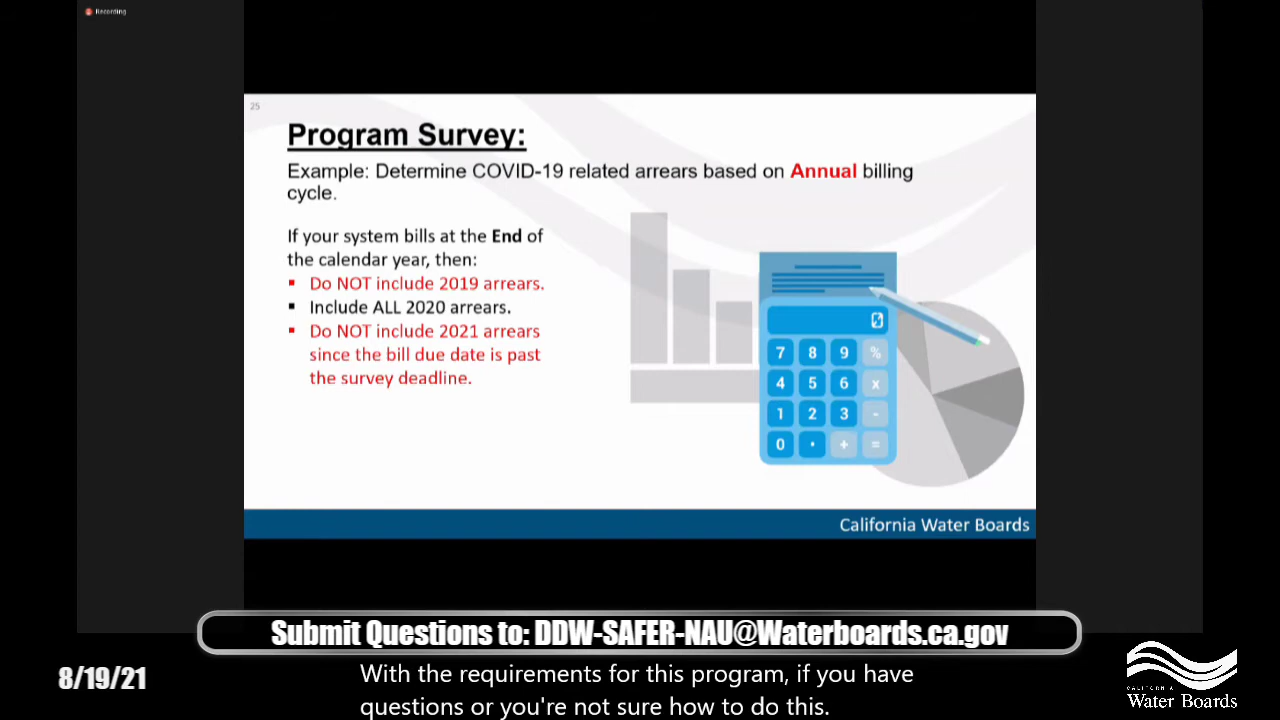 Recording
25
Program Survey:
Example: Determine COVID-19 related arrears based on Annual billing
cycle.
If your system bills at the End of
the calendar year, then:
▪ Do NOT include 2019 arrears.
▪ Include ALL 2020 arrears.
▪ Do NOT include 2021 arrears
since the bill due date is past
the survey deadline.
7 8 9 %
4 5 6 x
1 2 3 -
0 • + =
California Water Boards
Submit Questions to: DDW-SAFER-NAU@Waterboards.ca.gov
8/19/21
With the requirements for this program, if you have
questions or you're not sure how to do this.
CALIFORNIA
Water Boards